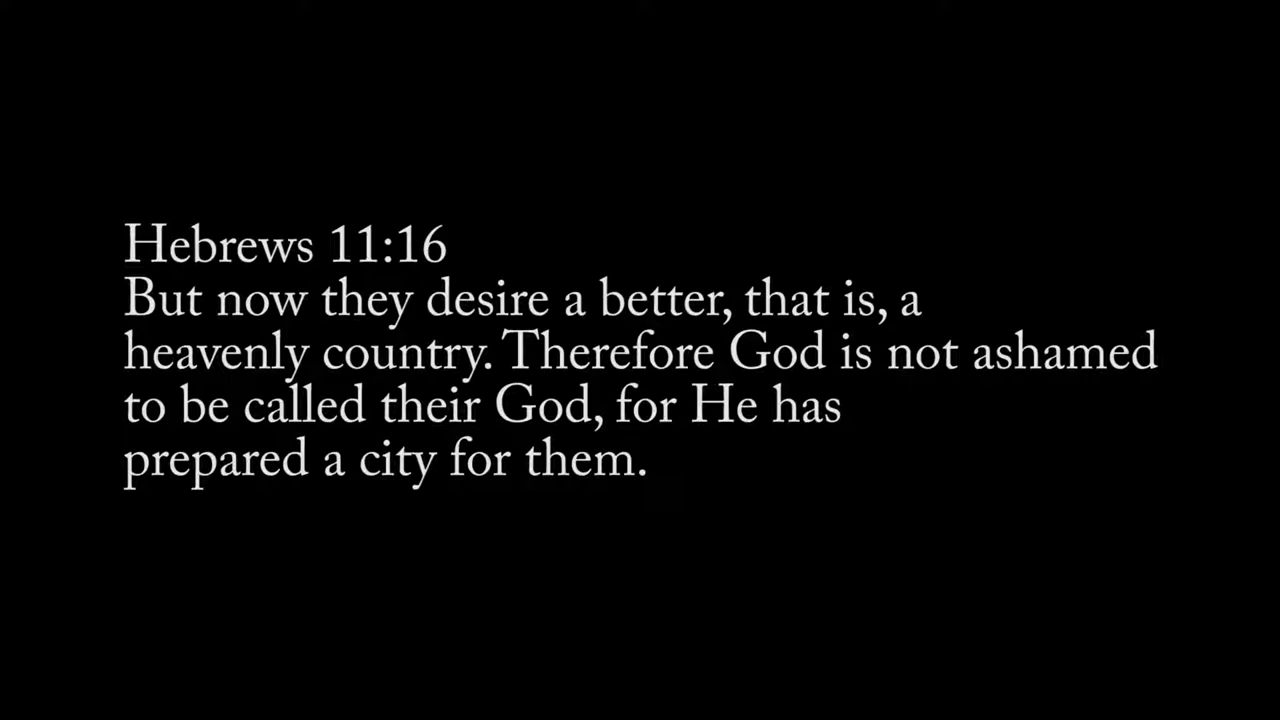 Hebrews 11:16
But now they desire a better, that is, a
heavenly country. Therefore God is not ashamed
to be called their God, for He has
prepared a city for them.